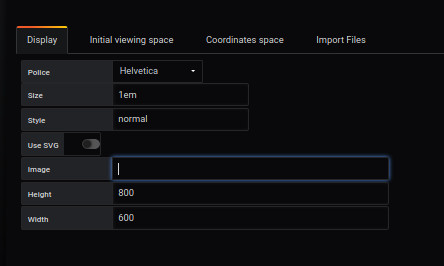 Display Initial viewing space Coordinates space Import Files
Police Helvetica
Size 1em
Style normal
Use SVG
Image
Height 800
Width 600